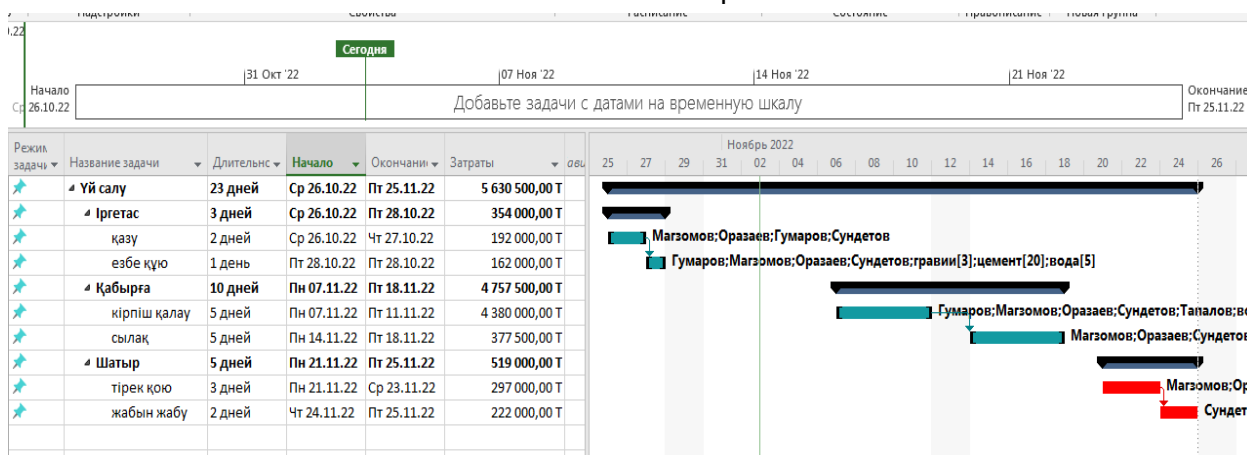 Надстройки Свойства Расписание Состояние Правописание Новая группа
.22
Сегодня
31 Окт '22 07 Ноя '22 14 Ноя '22 21 Ноя '22
Начало
Ср 26.10.22
Добавьте задачи с датами на временную шкалу
Окончание
Пт 25.11.22
Режим задачи Название задачи Длительнс Начало Окончани Затраты
Ноябрь 2022
25 27 29 31 02 04 06 08 10 12 14 16 18 20 22 24 26
Үй салу 23 дней Ср 26.10.22 Пт 25.11.22 5 630 500,00 Т
Іргетас 3 дней Ср 26.10.22 Пт 28.10.22 354 000,00 Т
қазу 2 дней Ср 26.10.22 Чт 27.10.22 192 000,00 Т Магзомов;Оразаев;Гумаров;Сундетов
езбе құю 1 день Пт 28.10.22 Пт 28.10.22 162 000,00 Т Гумаров;Магзомов;Оразаев;Сундетов;гравии[3];цемент[20];вода[5]
Қабырға 10 дней Пн 07.11.22 Пт 18.11.22 4 757 500,00 Т
кірпіш қалау 5 дней Пн 07.11.22 Пт 11.11.22 4 380 000,00 Т Гумаров;Магзомов;Оразаев;Сундетов;Тапалов;во
сылақ 5 дней Пн 14.11.22 Пт 18.11.22 377 500,00 Т Магзомов;Оразаев;Сундетов
Шатыр 5 дней Пн 21.11.22 Пт 25.11.22 519 000,00 Т
тірек қою 3 дней Пн 21.11.22 Ср 23.11.22 297 000,00 Т Магзомов;Ор
жабын жабу 2 дней Чт 24.11.22 Пт 25.11.22 222 000,00 Т Сундет